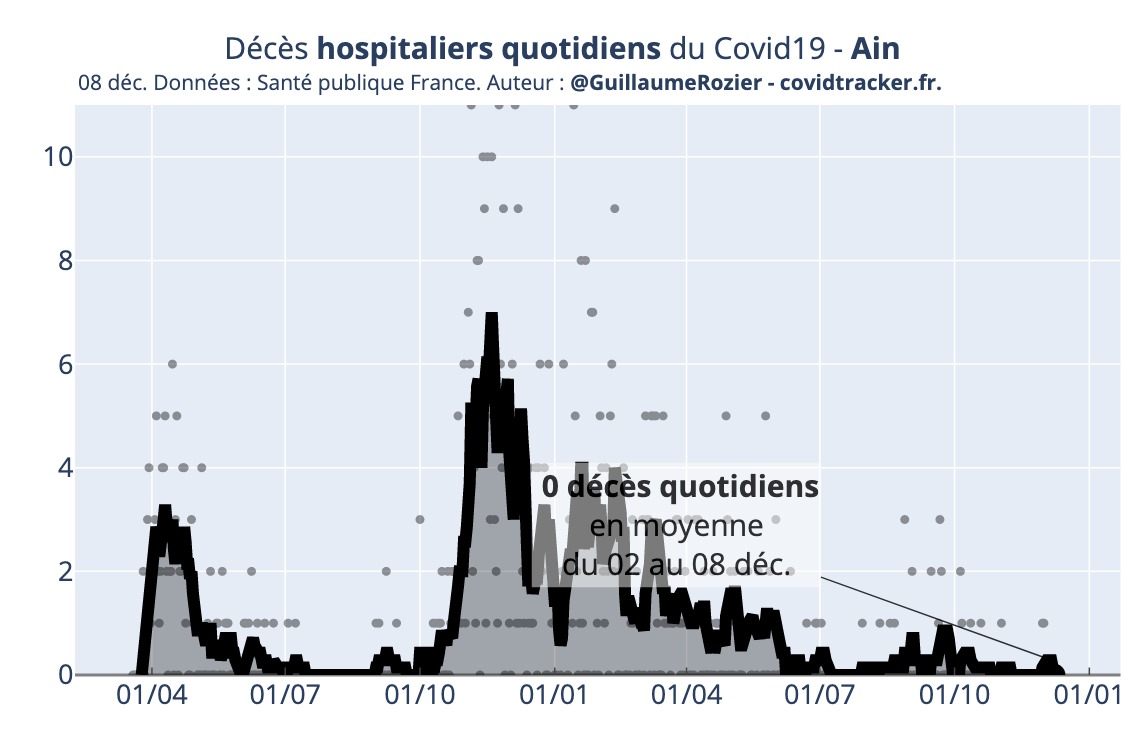 Décès hospitaliers quotidiens du Covid19 - Ain
08 déc. Données : Santé publique France. Auteur : @GuillaumeRozier - covidtracker.fr.
10
8
6
4
2
0
0 décès quotidiens
en moyenne
du 02 au 08 déc.
01/04 01/07 01/10 01/01 01/04 01/07 01/10 01/01